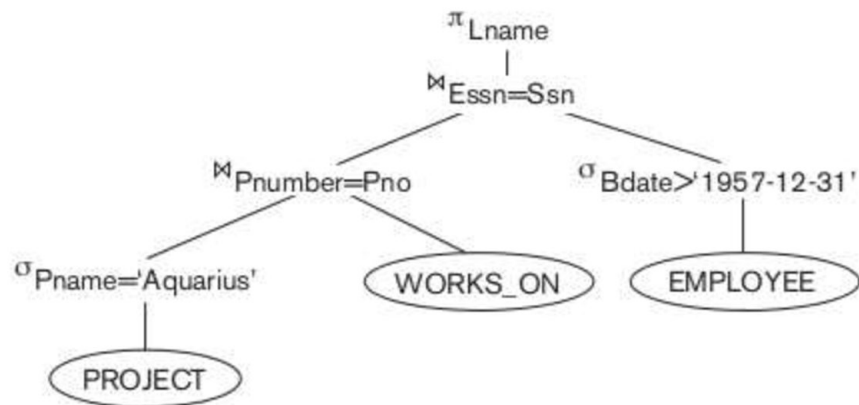 π Lname
⋈ Essn=Ssn
⋈ Pnumber=Pno
σ Bdate>‘1957-12-31’
σ Pname=‘Aquarius’
WORKS_ON
EMPLOYEE
PROJECT